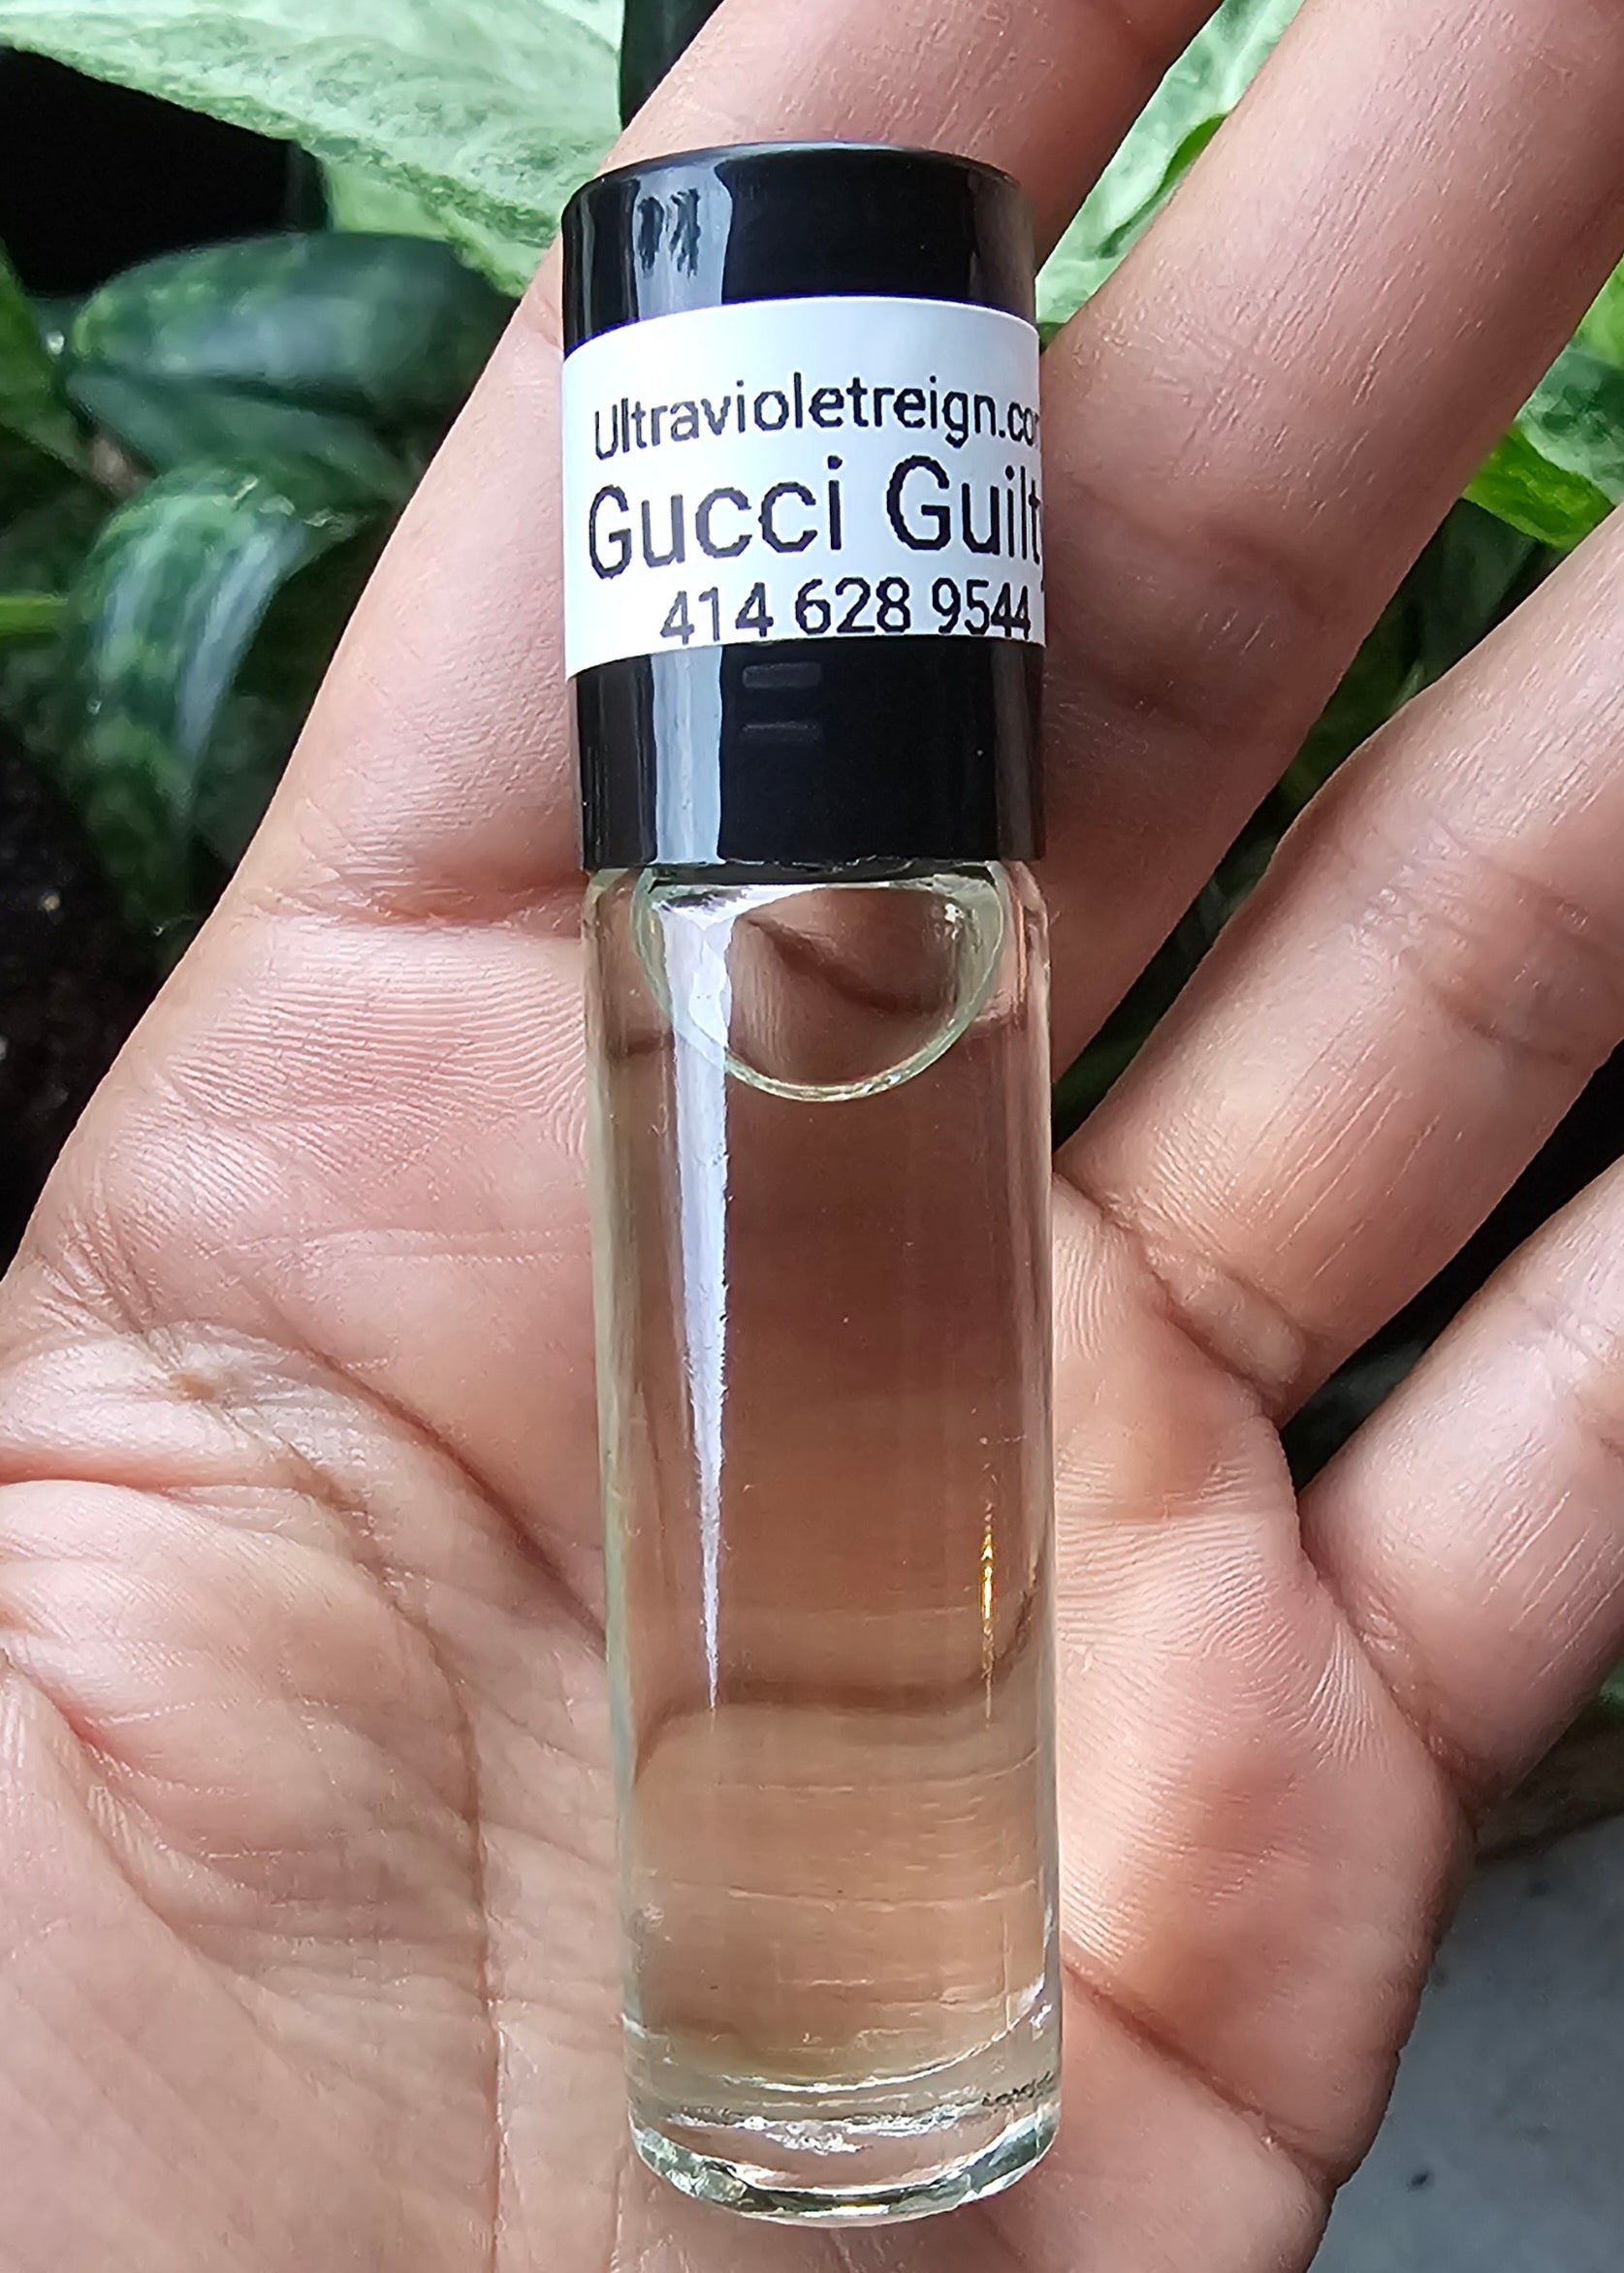 Ultravioletreign.co
Gucci Guilt
414 628 9544